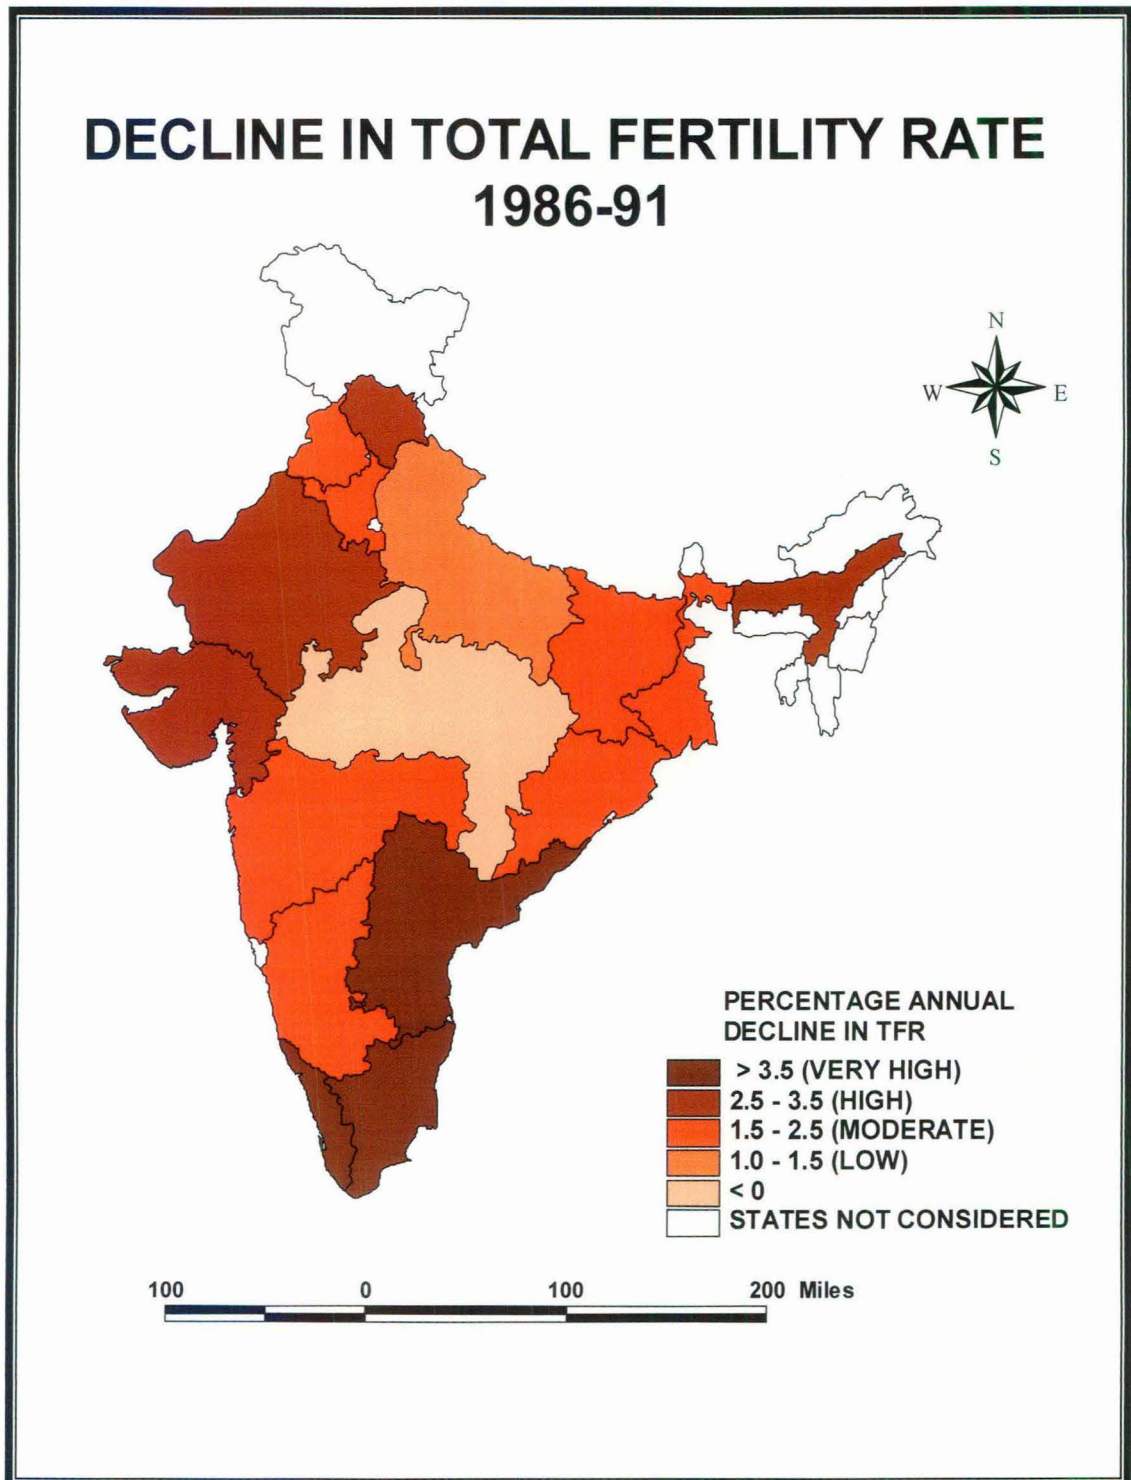 DECLINE IN TOTAL FERTILITY RATE
1986-91
N
W E
S
PERCENTAGE ANNUAL
DECLINE IN TFR
> 3.5 (VERY HIGH)
2.5 - 3.5 (HIGH)
1.5 - 2.5 (MODERATE)
1.0 - 1.5 (LOW)
< 0
STATES NOT CONSIDERED
100 0 100 200 Miles